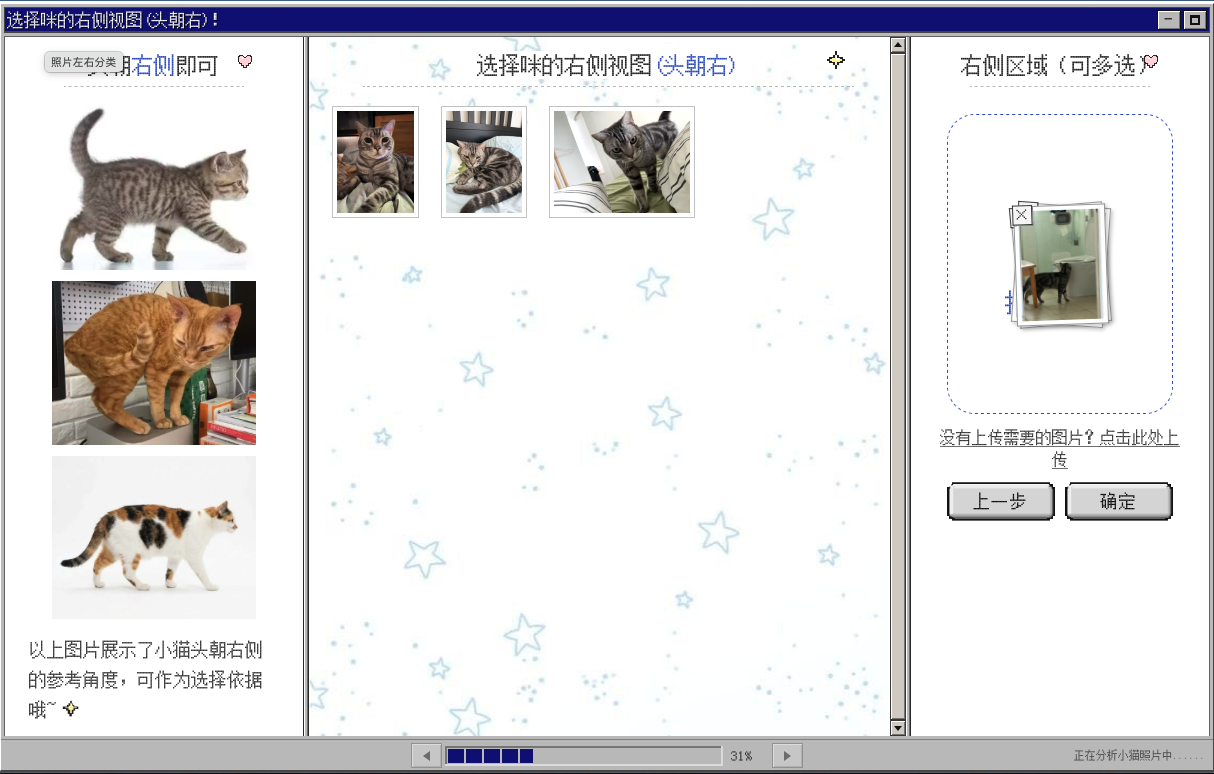 选择咪的右侧视图(头朝右)!
照片左右分类
朝右侧即可
选择咪的右侧视图(头朝右)
右侧区域(可多选)
没有上传需要的图片?点击此处上
传
上一步
确定
以上图片展示了小猫头朝右侧
的参考角度,可作为选择依据
哦~
31%
正在分析小猫照片中......